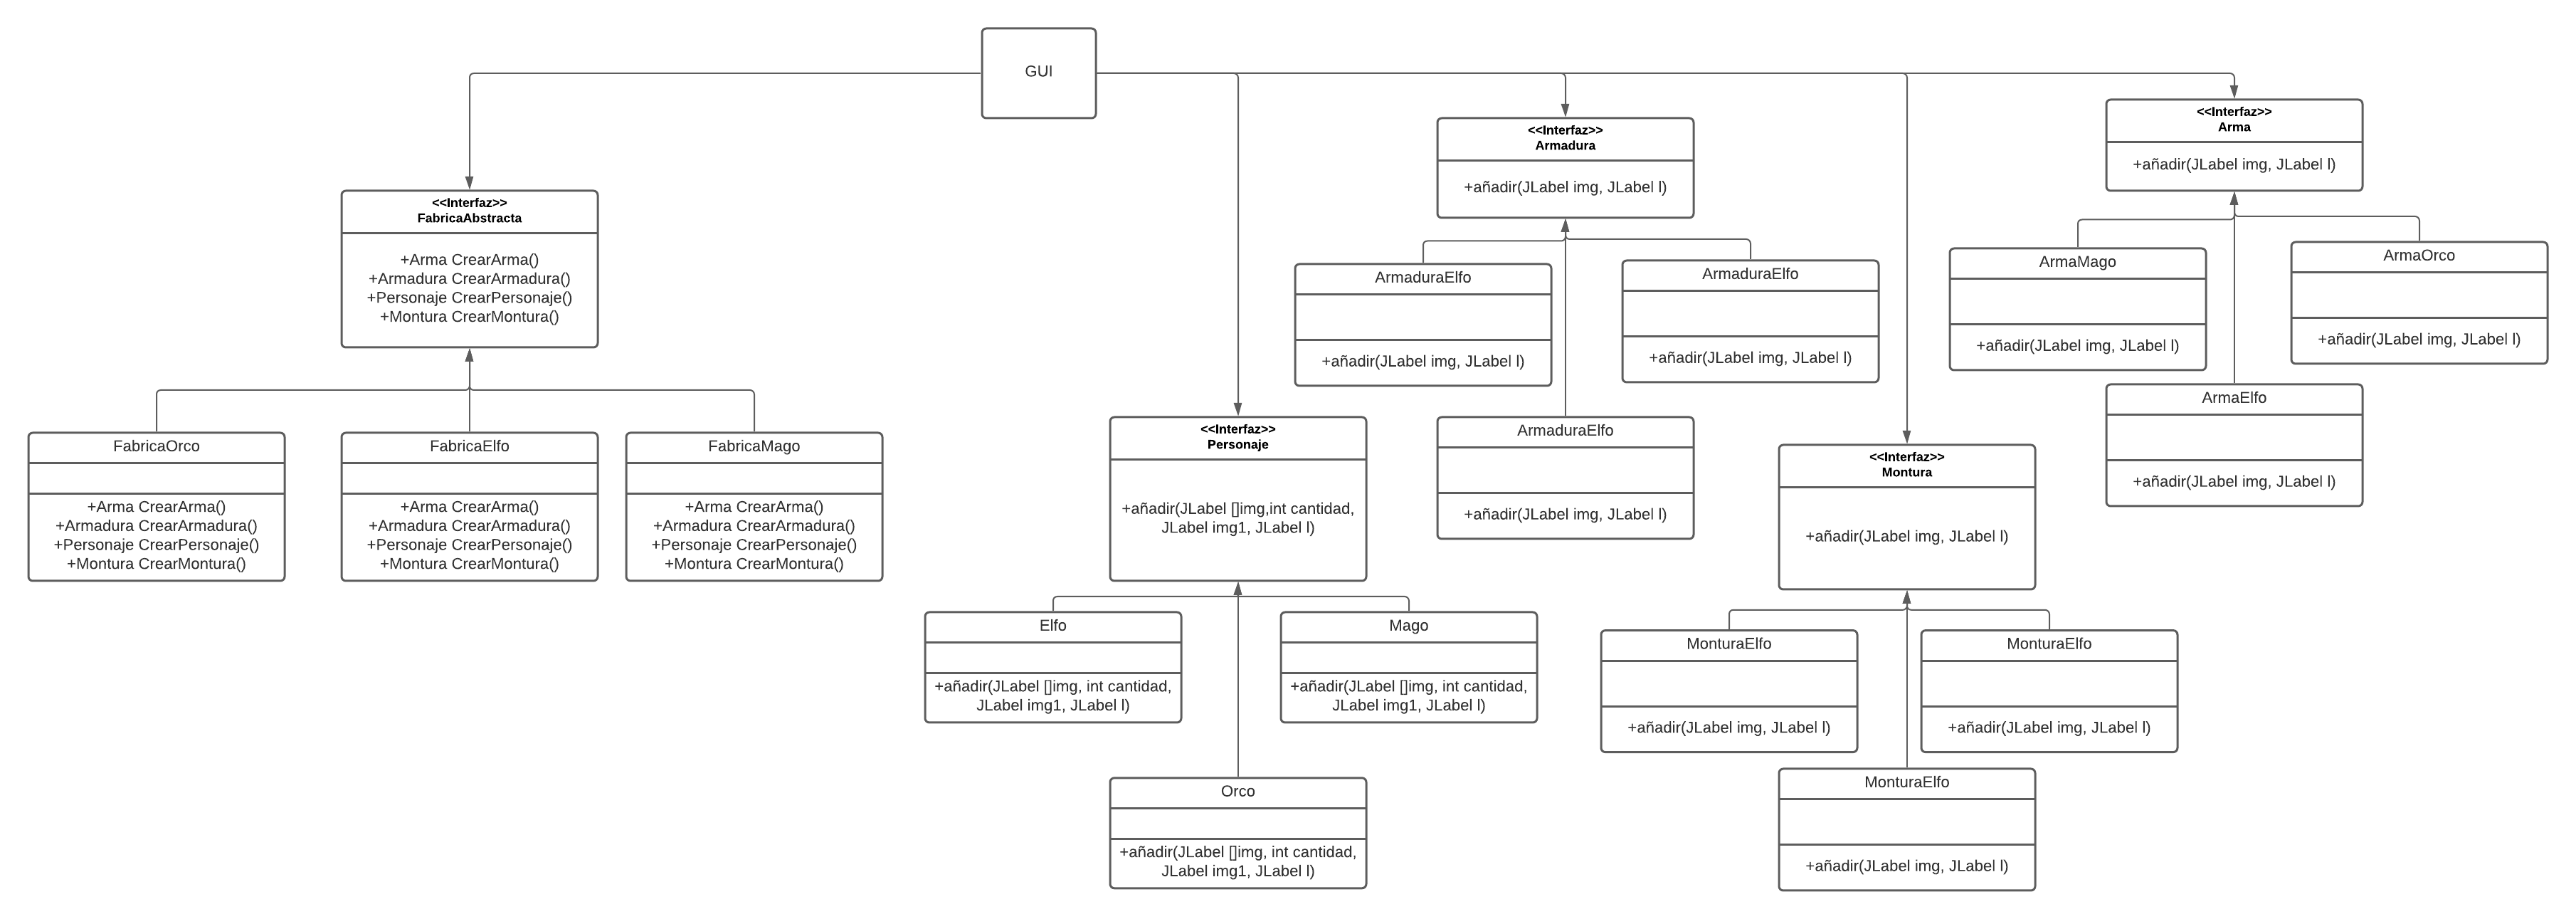 GUI
<<Interfaz>>
FabricaAbstracta
+Arma CrearArma()
+Armadura CrearArmadura()
+Personaje CrearPersonaje()
+Montura CrearMontura()
FabricaOrco
+Arma CrearArma()
+Armadura CrearArmadura()
+Personaje CrearPersonaje()
+Montura CrearMontura()
FabricaElfo
+Arma CrearArma()
+Armadura CrearArmadura()
+Personaje CrearPersonaje()
+Montura CrearMontura()
FabricaMago
+Arma CrearArma()
+Armadura CrearArmadura()
+Personaje CrearPersonaje()
+Montura CrearMontura()
<<Interfaz>>
Personaje
+añadir(JLabel []img,int cantidad,
JLabel img1, JLabel l)
Elfo
+añadir(JLabel []img, int cantidad,
JLabel img1, JLabel l)
Mago
+añadir(JLabel []img, int cantidad,
JLabel img1, JLabel l)
Orco
+añadir(JLabel []img, int cantidad,
JLabel img1, JLabel l)
<<Interfaz>>
Armadura
+añadir(JLabel img, JLabel l)
ArmaduraElfo
+añadir(JLabel img, JLabel l)
ArmaduraElfo
+añadir(JLabel img, JLabel l)
ArmaduraElfo
+añadir(JLabel img, JLabel l)
<<Interfaz>>
Montura
+añadir(JLabel img, JLabel l)
MonturaElfo
+añadir(JLabel img, JLabel l)
MonturaElfo
+añadir(JLabel img, JLabel l)
MonturaElfo
+añadir(JLabel img, JLabel l)
<<Interfaz>>
Arma
+añadir(JLabel img, JLabel l)
ArmaMago
+añadir(JLabel img, JLabel l)
ArmaOrco
+añadir(JLabel img, JLabel l)
ArmaElfo
+añadir(JLabel img, JLabel l)